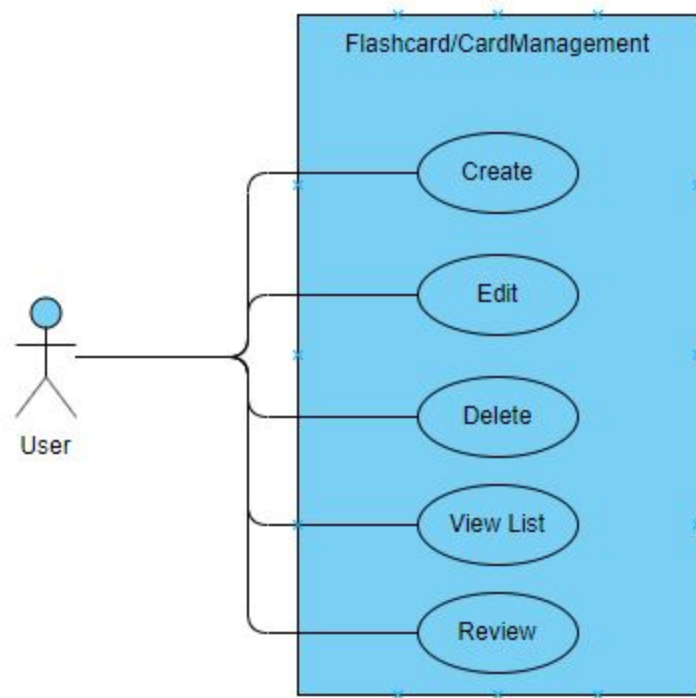 Flashcard/CardManagement
Create
Edit
Delete
View List
Review
User